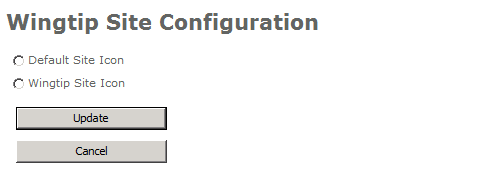 Wingtip Site Configuration
Default Site Icon
Wingtip Site Icon
Update
Cancel